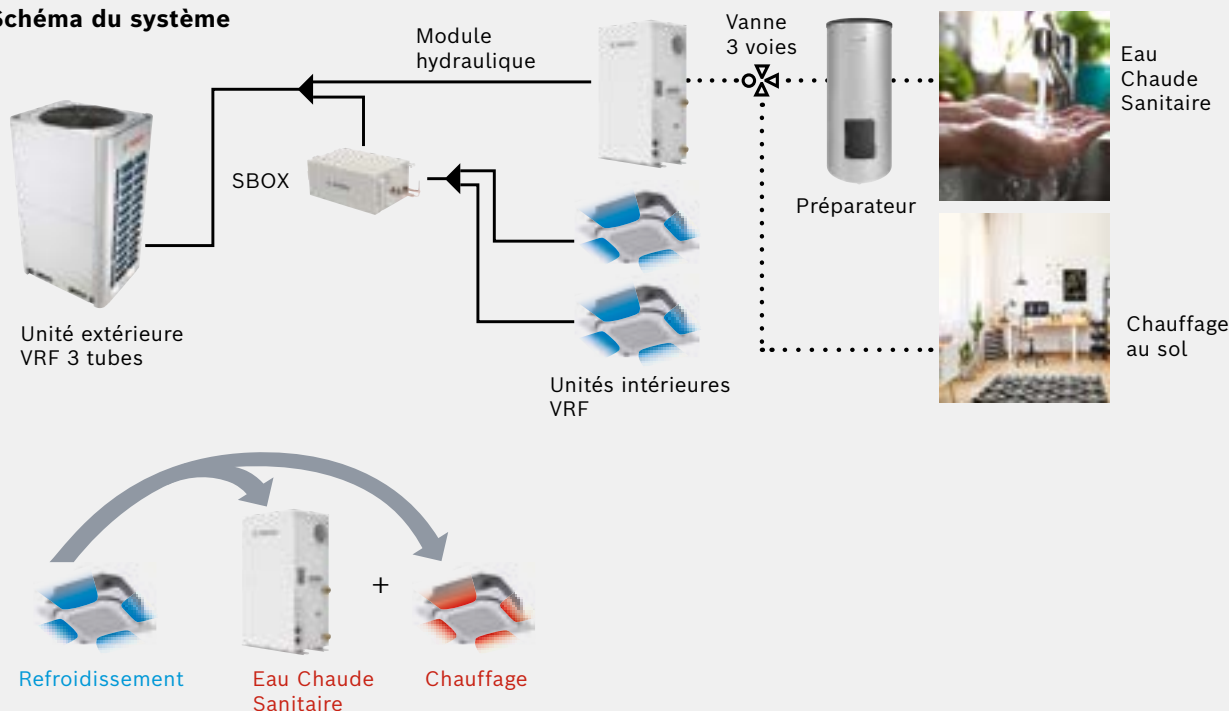 Schéma du système
Module
hydraulique
Vanne
3 voies
Eau
Chaude
Sanitaire
SBOX
Préparateur
Unité extérieure
VRF 3 tubes
Chauffage
au sol
Unités intérieures
VRF
+
Refroidissement
Eau Chaude
Sanitaire
Chauffage